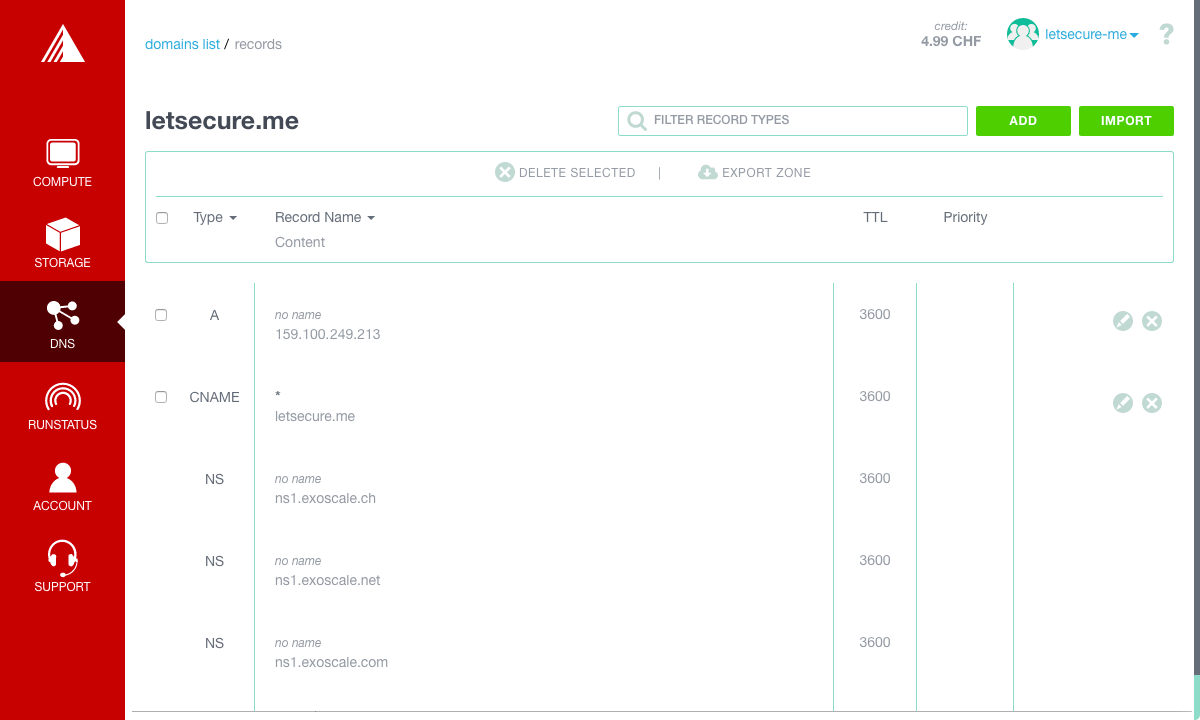 domains list / records
credit:
4.99 CHF
letsecure-me
?
letsecure.me
FILTER RECORD TYPES
ADD
IMPORT
DELETE SELECTED | EXPORT ZONE
Type
Record Name
Content
TTL
Priority
COMPUTE
STORAGE
DNS
RUNSTATUS
ACCOUNT
SUPPORT
A
no name
159.100.249.213
3600
CNAME
*
letsecure.me
3600
NS
no name
ns1.exoscale.ch
3600
NS
no name
ns1.exoscale.net
3600
NS
no name
ns1.exoscale.com
3600